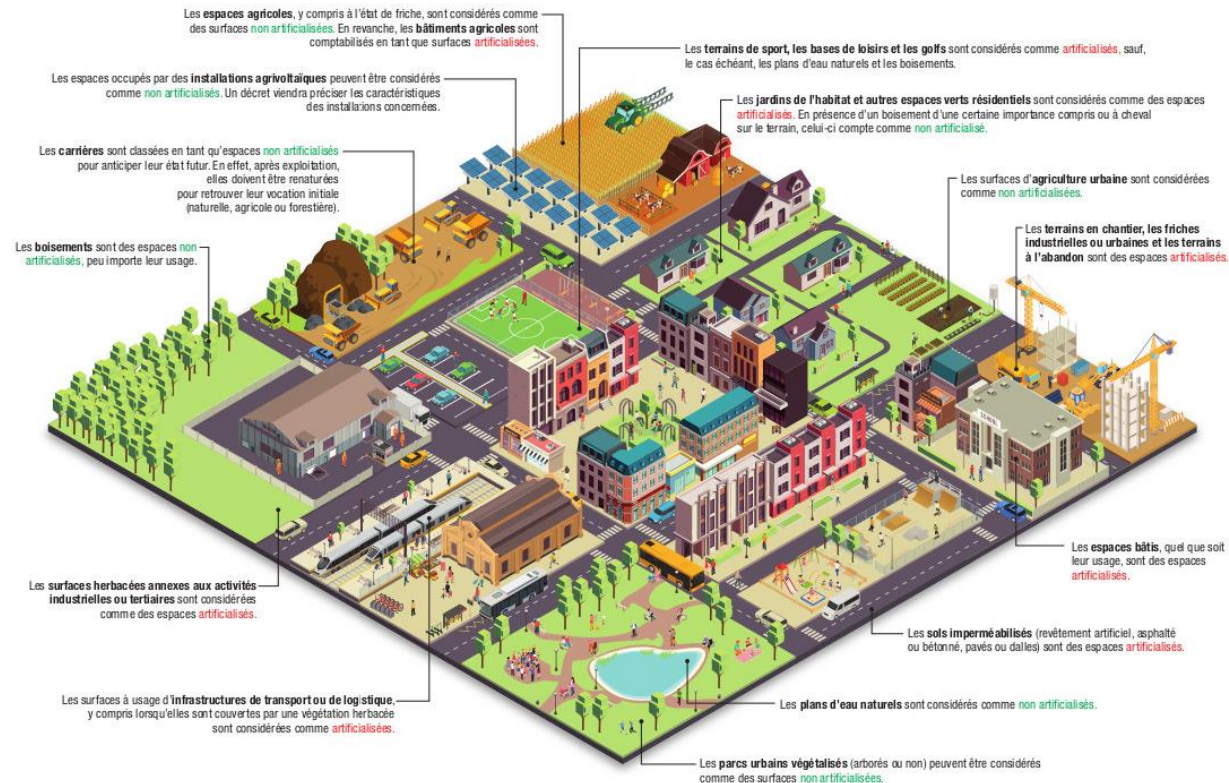 Les espaces agricoles, y compris à l'état de friche, sont considérés comme
des surfaces non artificialisées. En revanche, les bâtiments agricoles sont
comptabilisés en tant que surfaces artificialisées.
Les terrains de sport, les bases de loisirs et les golfs sont considérés comme artificialisés, sauf,
le cas échéant, les plans d'eau naturels et les boisements.
Les espaces occupés par des installations agrivoltaïques peuvent être considérés
comme non artificialisés. Un décret viendra préciser les caractéristiques
des installations concernées.
Les jardins de l'habitat et autres espaces verts résidentiels sont considérés comme des espaces
artificialisés. En présence d'un boisement d'une certaine importance compris ou à cheval
sur le terrain, celui-ci compte comme non artificialisé.
Les carrières sont classées en tant qu'espaces non artificialisés
pour anticiper leur état futur. En effet, après exploitation,
elles doivent être renaturées
pour retrouver leur vocation initiale
(naturelle, agricole ou forestière).
Les surfaces d'agriculture urbaine sont considérées
comme non artificialisées.
Les boisements sont des espaces non
artificialisés, peu importe leur usage.
Les terrains en chantier, les friches
industrielles ou urbaines et les terrains
à l'abandon sont des espaces artificialisés.
Les espaces bâtis, quel que soit
leur usage, sont des espaces
artificialisés.
Les surfaces herbacées annexes aux activités
industrielles ou tertiaires sont considérées
comme des espaces artificialisés.
Les sols imperméabilisés (revêtement artificiel, asphalté
ou bétonné, pavés ou dalles) sont des espaces artificialisés.
Les surfaces à usage d'infrastructures de transport ou de logistique,
y compris lorsqu'elles sont couvertes par une végétation herbacée
sont considérées comme artificialisées.
Les plans d'eau naturels sont considérés comme non artificialisés.
Les parcs urbains végétalisés (arborés ou non) peuvent être considérés
comme des surfaces non artificialisées.